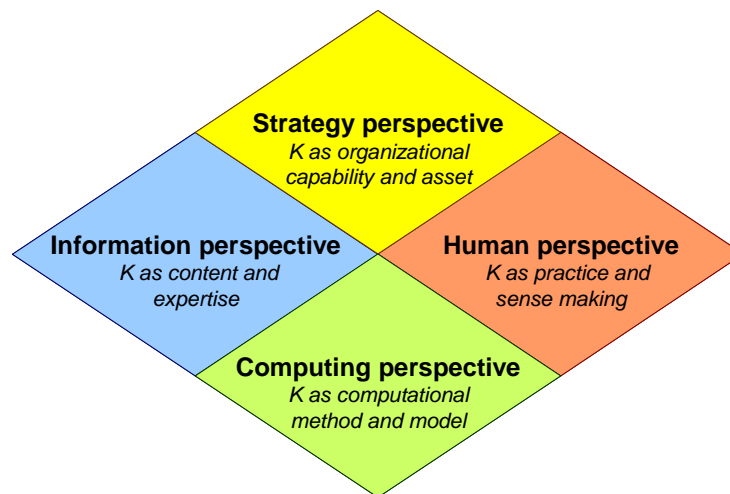 Strategy perspective
K as organizational
capability and asset
Information perspective
K as content and
expertise
Human perspective
K as practice and
sense making
Computing perspective
K as computational
method and model